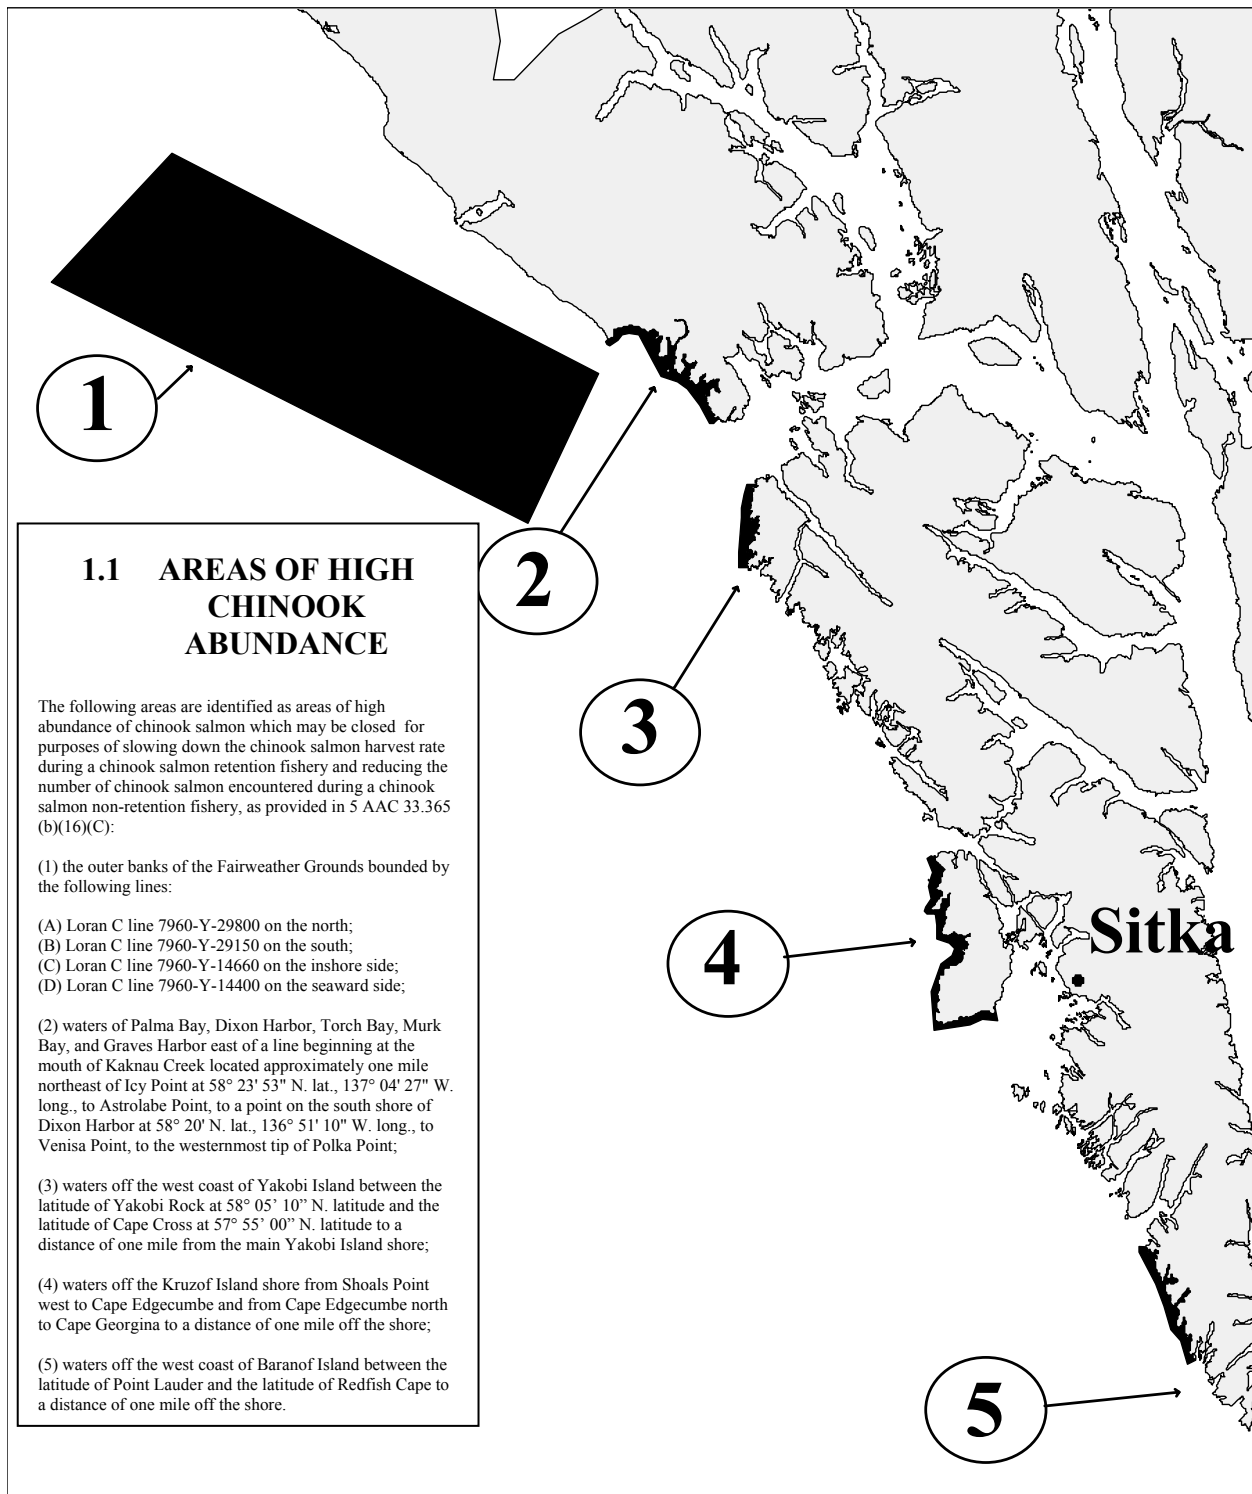 1
2
3
4
5
Sitka
1.1 AREAS OF HIGH
CHINOOK
ABUNDANCE
The following areas are identified as areas of high
abundance of chinook salmon which may be closed for
purposes of slowing down the chinook salmon harvest rate
during a chinook salmon retention fishery and reducing the
number of chinook salmon encountered during a chinook
salmon non-retention fishery, as provided in 5 AAC 33.365
(b)(16)(C):
(1) the outer banks of the Fairweather Grounds bounded by
the following lines:
(A) Loran C line 7960-Y-29800 on the north;
(B) Loran C line 7960-Y-29150 on the south;
(C) Loran C line 7960-Y-14660 on the inshore side;
(D) Loran C line 7960-Y-14400 on the seaward side;
(2) waters of Palma Bay, Dixon Harbor, Torch Bay, Murk
Bay, and Graves Harbor east of a line beginning at the
mouth of Kaknau Creek located approximately one mile
northeast of Icy Point at 58° 23' 53" N. lat., 137° 04' 27" W.
long., to Astrolabe Point, to a point on the south shore of
Dixon Harbor at 58° 20' N. lat., 136° 51' 10" W. long., to
Venisa Point, to the westernmost tip of Polka Point;
(3) waters off the west coast of Yakobi Island between the
latitude of Yakobi Rock at 58° 05’ 10” N. latitude and the
latitude of Cape Cross at 57° 55’ 00” N. latitude to a
distance of one mile from the main Yakobi Island shore;
(4) waters off the Kruzof Island shore from Shoals Point
west to Cape Edgecumbe and from Cape Edgecumbe north
to Cape Georgina to a distance of one mile off the shore;
(5) waters off the west coast of Baranof Island between the
latitude of Point Lauder and the latitude of Redfish Cape to
a distance of one mile off the shore.